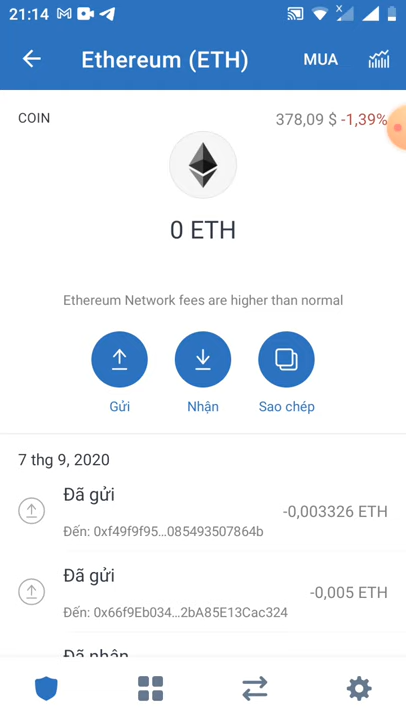 21:14
Ethereum (ETH)
MUA
COIN
378,09 $ -1,39%
0 ETH
Ethereum Network fees are higher than normal
Gửi
Nhận
Sao chép
7 thg 9, 2020
Đã gửi
-0,003326 ETH
Đến: 0xf49f9f95...085493507864b
Đã gửi
-0,005 ETH
Đến: 0x66f9Eb034...2bA85E13Cac324
Đã nhận